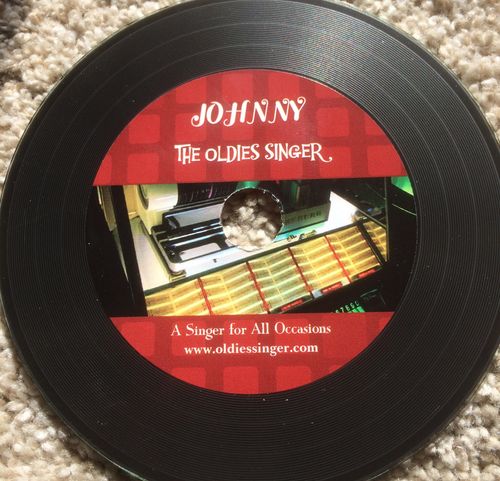 JOHNNY
THE OLDIES SINGER
A Singer for All Occasions
www.oldiessinger.com